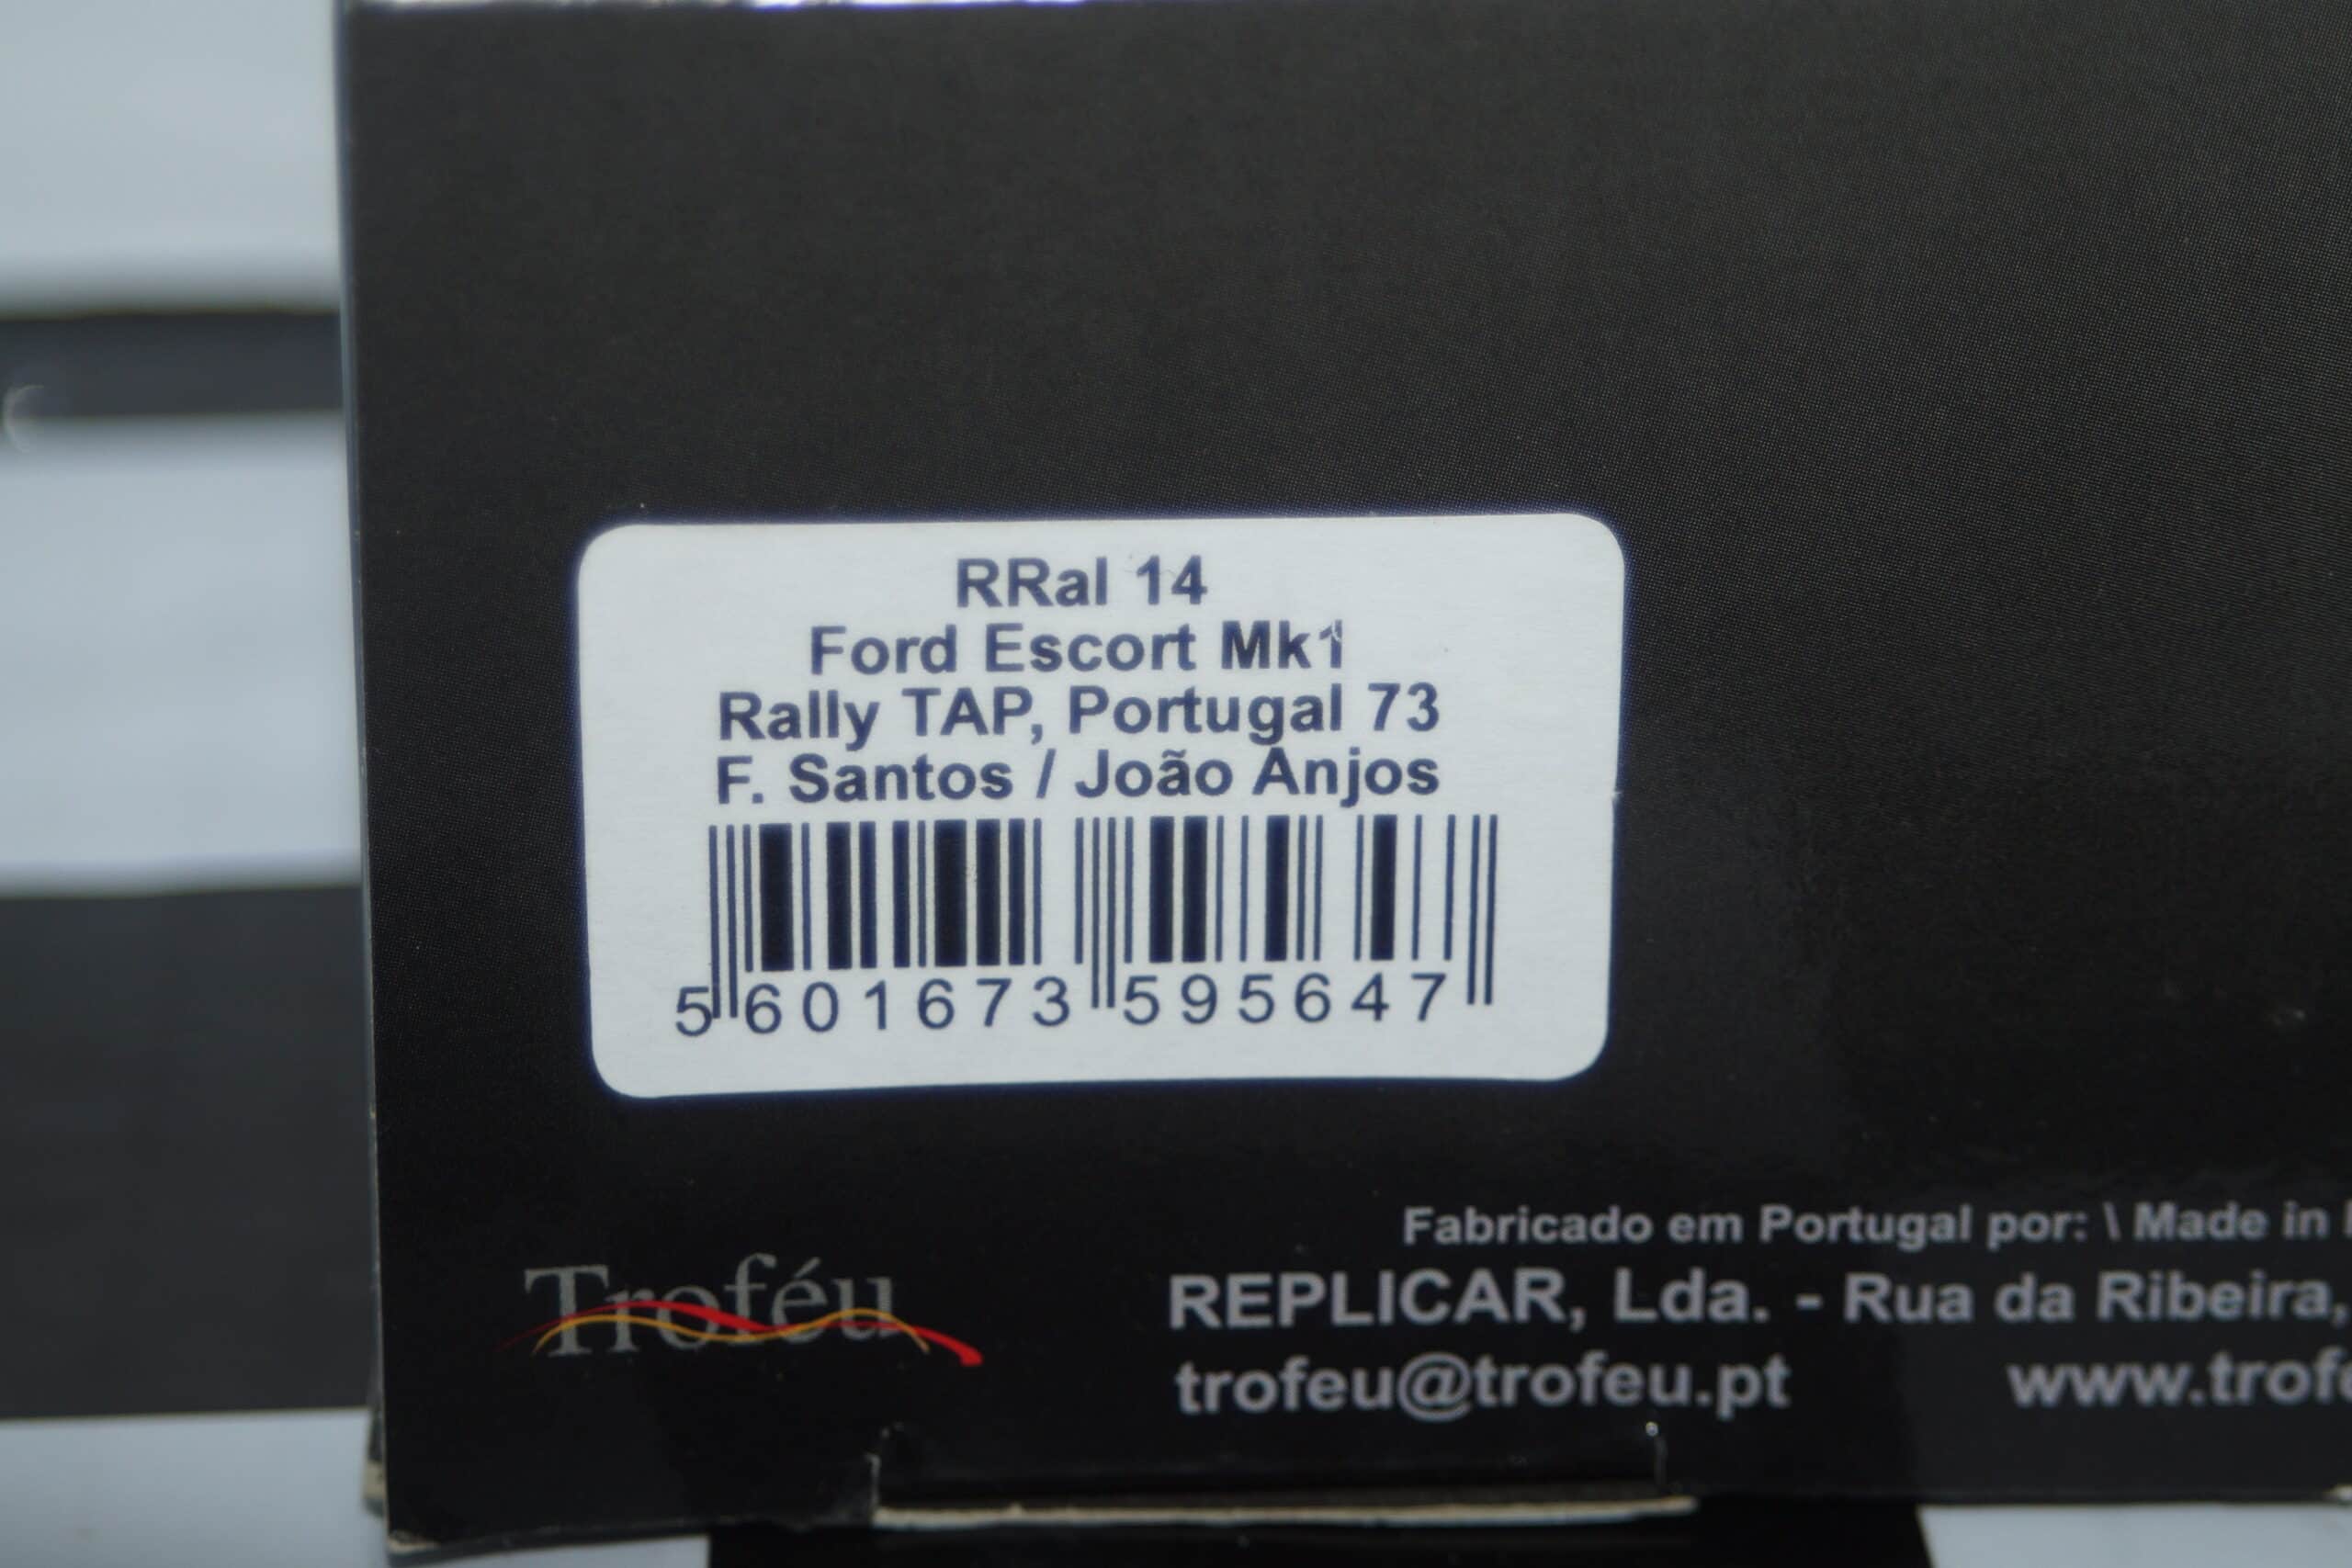 RRal 14
Ford Escort Mk1
Rally TAP, Portugal 73
F. Santos / João Anjos
5 601673 595647
Fabricado em Portugal por: \ Made in
Troféu
REPLICAR, Lda. - Rua da Ribeira,
trofeu@trofeu.pt